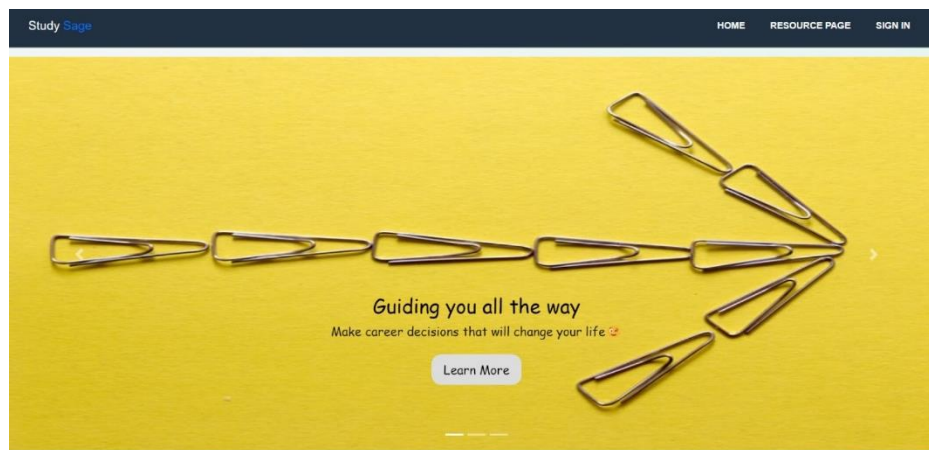 Study Sage
HOME
RESOURCE PAGE
SIGN IN
Guiding you all the way
Make career decisions that will change your life
Learn More